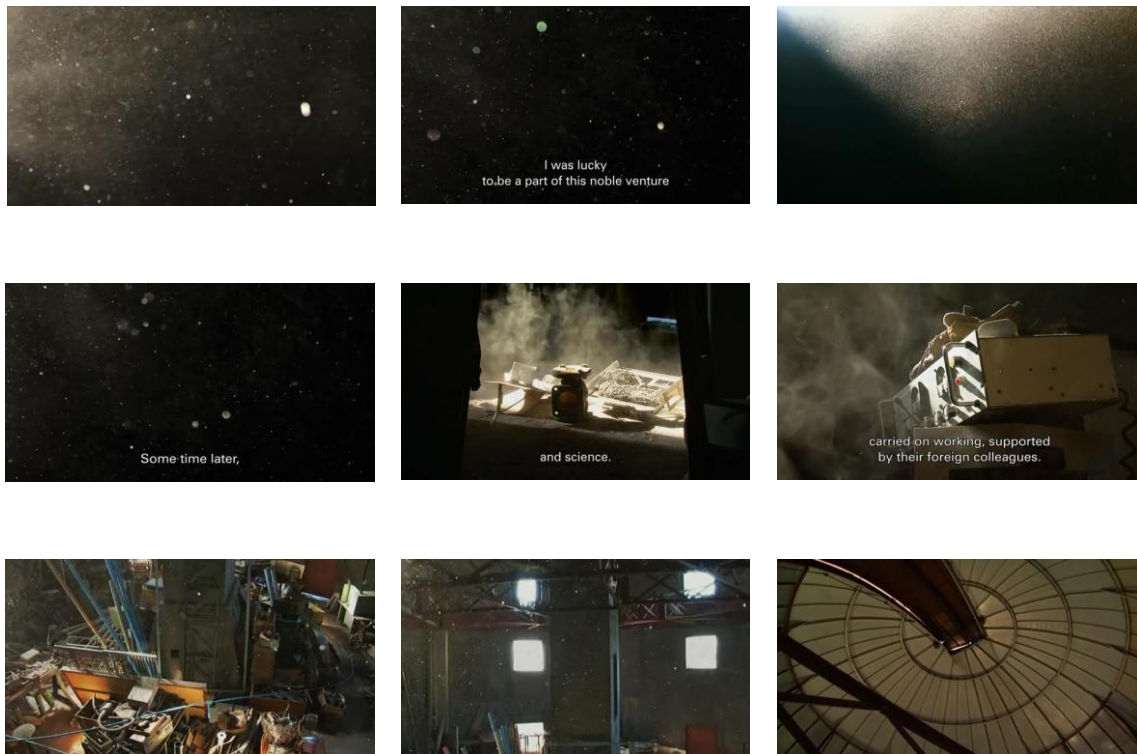 I was lucky
to be a part of this noble venture
Some time later,
and science.
carried on working, supported
by their foreign colleagues.